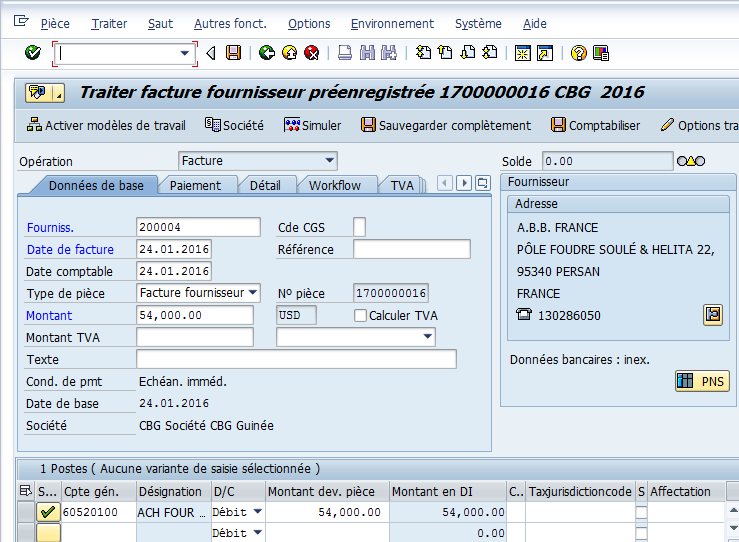 Pièce Traiter Saut Autres fonct. Options Environnement Système Aide
Traiter facture fournisseur préenregistrée 1700000016 CBG 2016
Activer modèles de travail Société Simuler Sauvegarder complètement Comptabiliser Options tra
Opération Facture Solde 0.00
Données de base Paiement Détail Workflow TVA
Fournisseur
Adresse
Fourniss. 200004 Cde CGS
A.B.B. FRANCE
Date de facture 24.01.2016 Référence
PÔLE FOUDRE SOULÉ & HELITA 22,
Date comptable 24.01.2016
95340 PERSAN
Type de pièce Facture fournisseur Nº pièce 1700000016
FRANCE
Montant 54,000.00 USD Calculer TVA
130286050
Montant TVA
Texte
Données bancaires : inex.
Cond. de pmt Echéan. imméd.
PNS
Date de base 24.01.2016
Société CBG Société CBG Guinée
1 Postes ( Aucune variante de saisie sélectionnée )
S... Cpte gén. Désignation D/C Montant dev. pièce Montant en DI C.. Taxjurisdictioncode S Affectation
60520100 ACH FOUR ... Débit 54,000.00 54,000.00
Débit 0.00